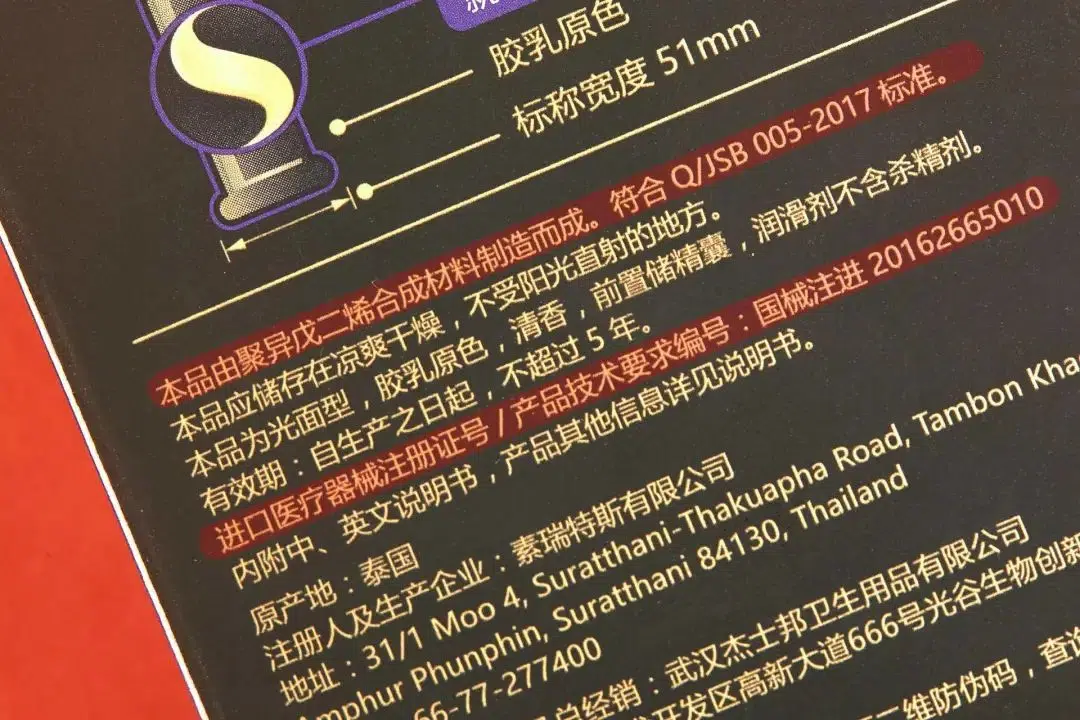 胶乳原色
标称宽度 51mm
本品由聚异戊二烯合成材料制造而成。符合 Q/JSB 005-2017 标准。
本品应储存在凉爽干燥，不受阳光直射的地方。
本品为光面型，胶乳原色，清香，前置储精囊，润滑剂不含杀精剂。
有效期：自生产之日起，不超过 5 年。
进口医疗器械注册证号 / 产品技术要求编号：国械注进 20162665010
内附中、英文说明书，产品其他信息详见说明书。
原产地：泰国
注册人及生产企业：素瑞特斯有限公司
地址：31/1 Moo 4, Suratthani-Thakuapha Road, Tambon Kha
Amphur Phunphin, Suratthani 84130, Thailand
66-77-277400
总经销：武汉杰士邦卫生用品有限公司
开发区高新大道666号光谷生物创新
二维防伪码，查